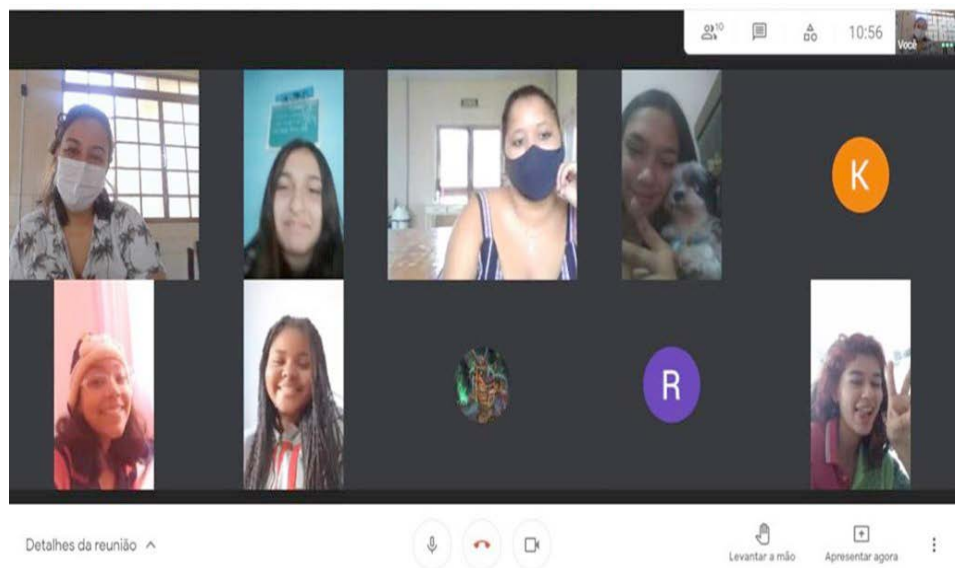 10
10:56
Você
K
R
Detalhes da reunião
Levantar a mão
Apresentar agora